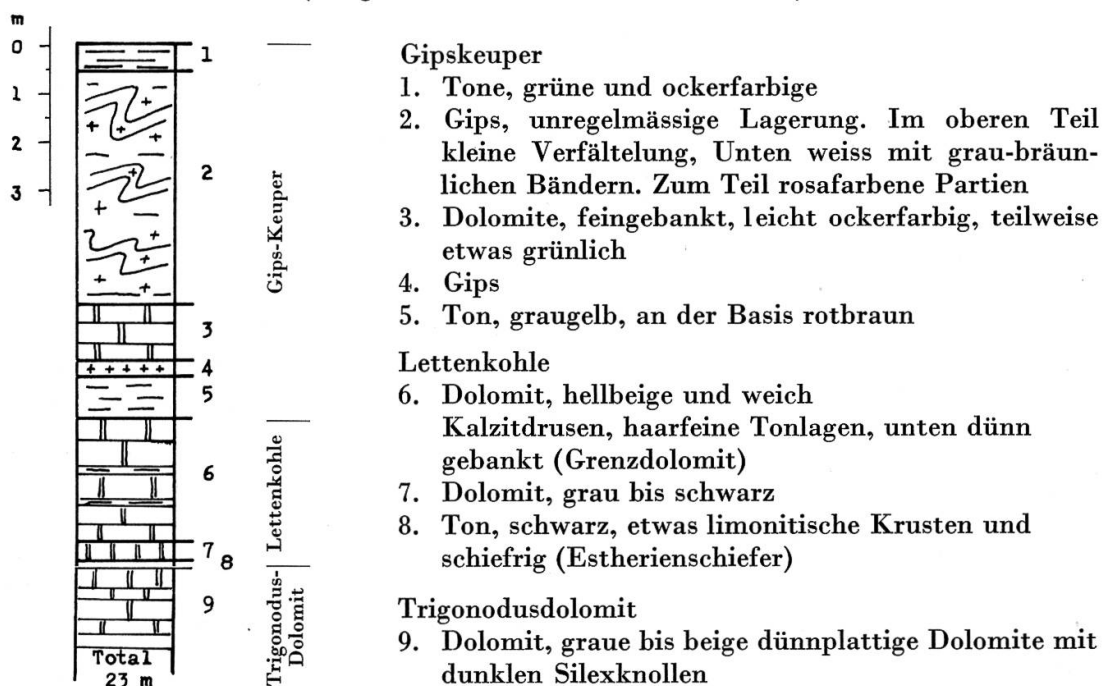 m
0
1
2
3
1
2
3
4
5
6
7
8
9
Total
23 m
Gips-Keuper
Lettenkohle
Trigonodus-
Dolomit
Gipskeuper
1. Tone, grüne und ockerfarbige
2. Gips, unregelmässige Lagerung. Im oberen Teil
kleine Verfältelung, Unten weiss mit grau-bräun-
lichen Bändern. Zum Teil rosafarbene Partien
3. Dolomite, feingebankt, leicht ockerfarbig, teilweise
etwas grünlich
4. Gips
5. Ton, graugelb, an der Basis rotbraun
Lettenkohle
6. Dolomit, hellbeige und weich
Kalzitdrusen, haarfeine Tonlagen, unten dünn
gebankt (Grenzdolomit)
7. Dolomit, grau bis schwarz
8. Ton, schwarz, etwas limonitische Krusten und
schiefrig (Estherienschiefer)
Trigonodusdolomit
9. Dolomit, graue bis beige dünnplattige Dolomite mit
dunklen Silexknollen